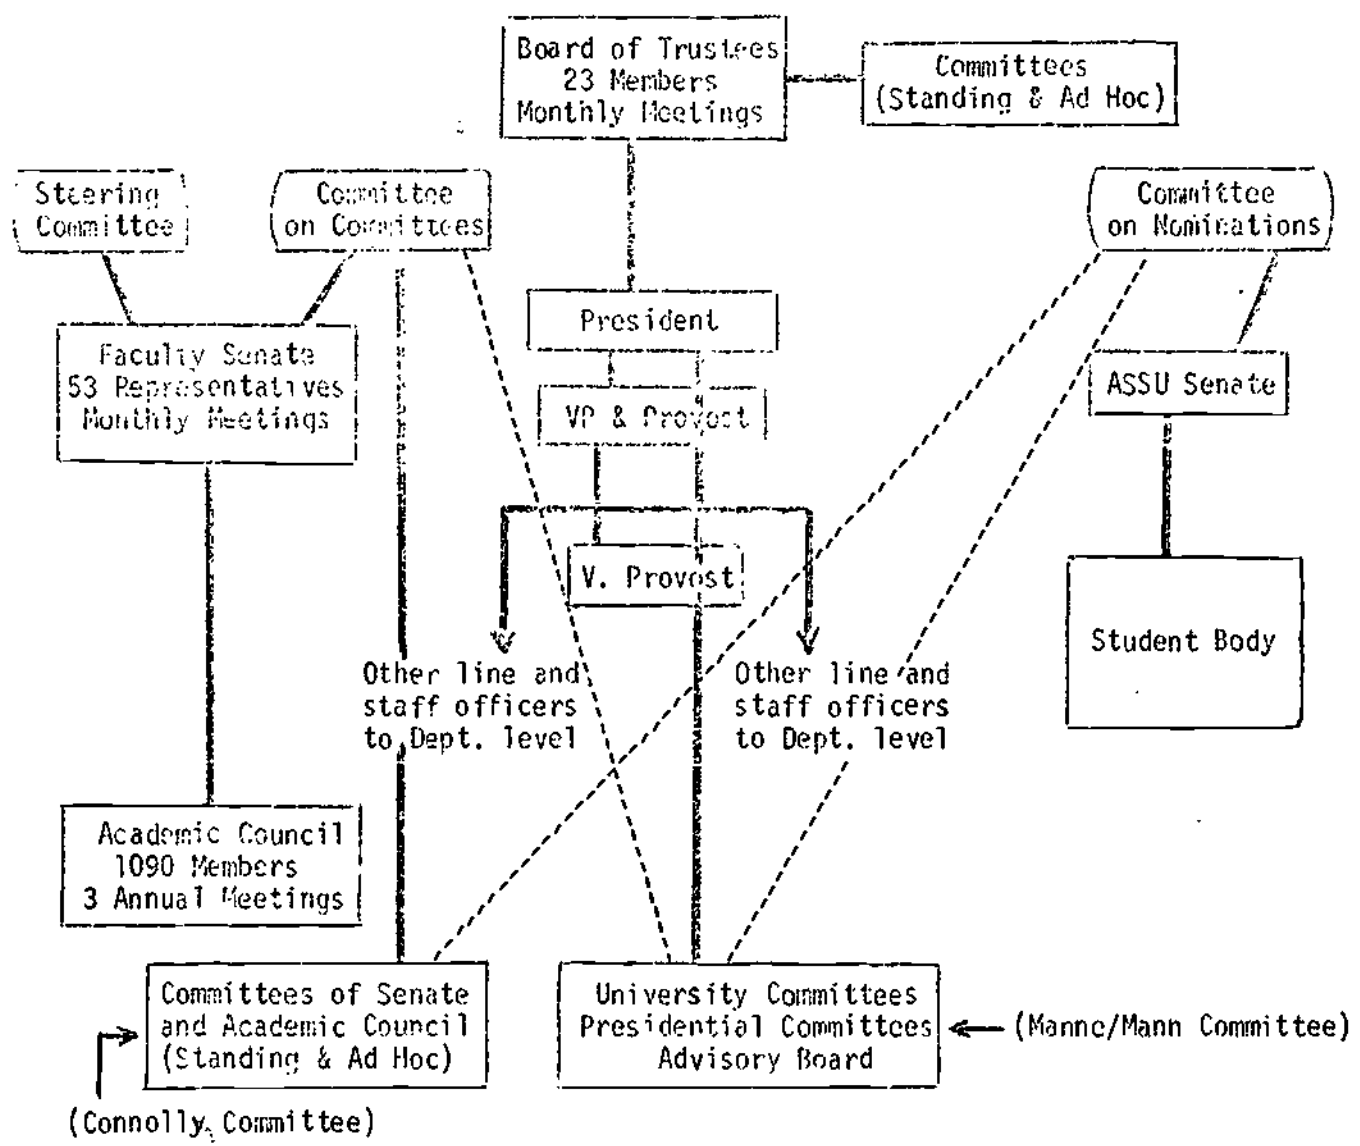 Board of Trustees
23 Members
Monthly Meetings
Committees
(Standing & Ad Hoc)
Steering
Committee
Committee
on Committees
Committee
on Nominations
President
Faculty Senate
53 Representatives
Monthly Meetings
VP & Provost
ASSU Senate
V. Provost
Student Body
Other line and
staff officers
to Dept. level
Other line and
staff officers
to Dept. level
Academic Council
1090 Members
3 Annual Meetings
Committees of Senate
and Academic Council
(Standing & Ad Hoc)
University Committees
Presidential Committees
Advisory Board
(Manne/Mann Committee)
(Connolly Committee)